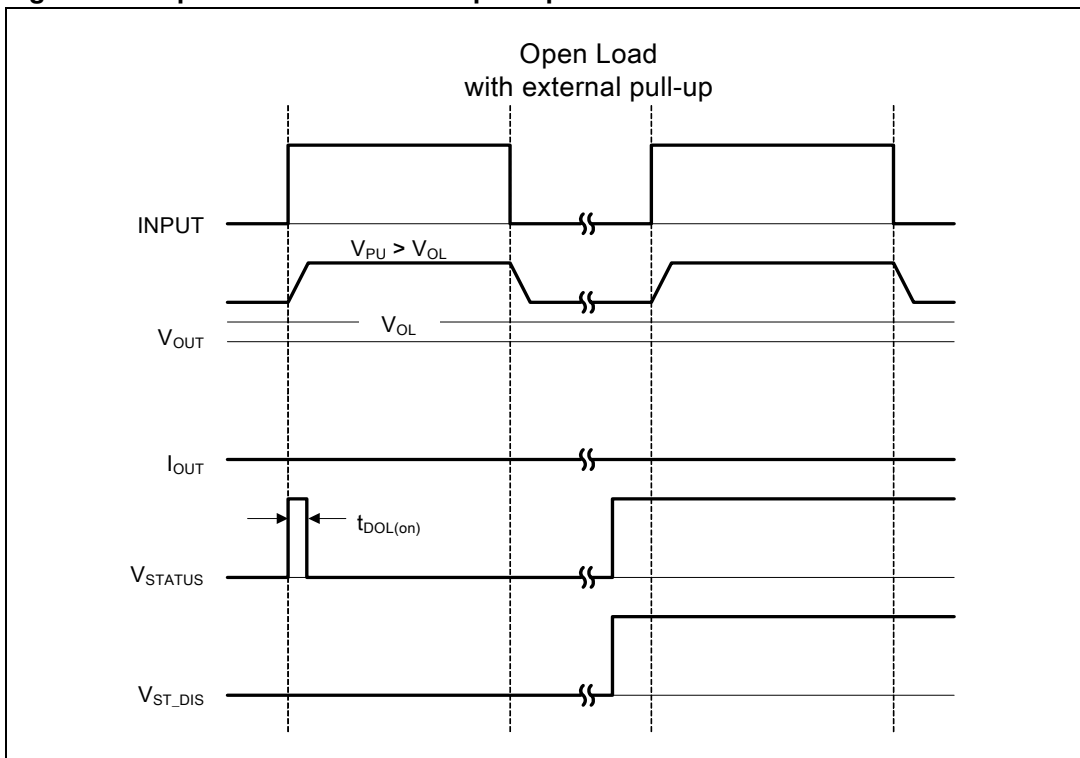 Open Load
with external pull-up
INPUT
V_PU > V_OL
V_OL
V_OUT
I_OUT
t_DOL(on)
V_STATUS
V_ST_DIS